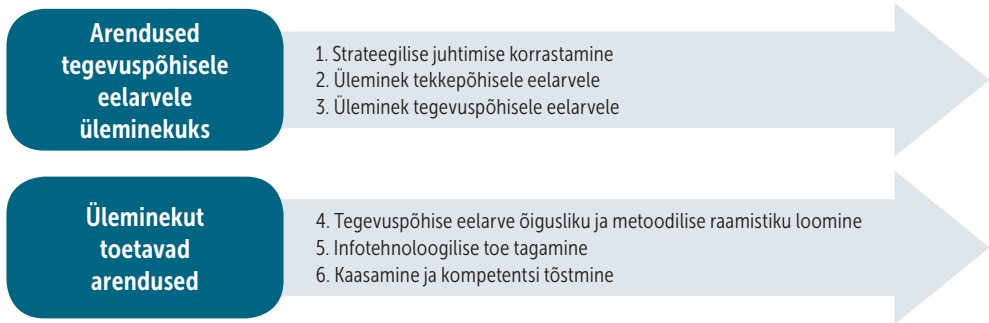 Arendused
tegevuspõhisele
eelarvele
üleminekuks
1. Strateegilise juhtimise korrastamine
2. Üleminek tekkepõhisele eelarvele
3. Üleminek tegevuspõhisele eelarvele
Üleminekut
toetavad
arendused
4. Tegevuspõhise eelarve õigusliku ja metoodilise raamistiku loomine
5. Infotehnoloogilise toe tagamine
6. Kaasamine ja kompetentsi tõstmine